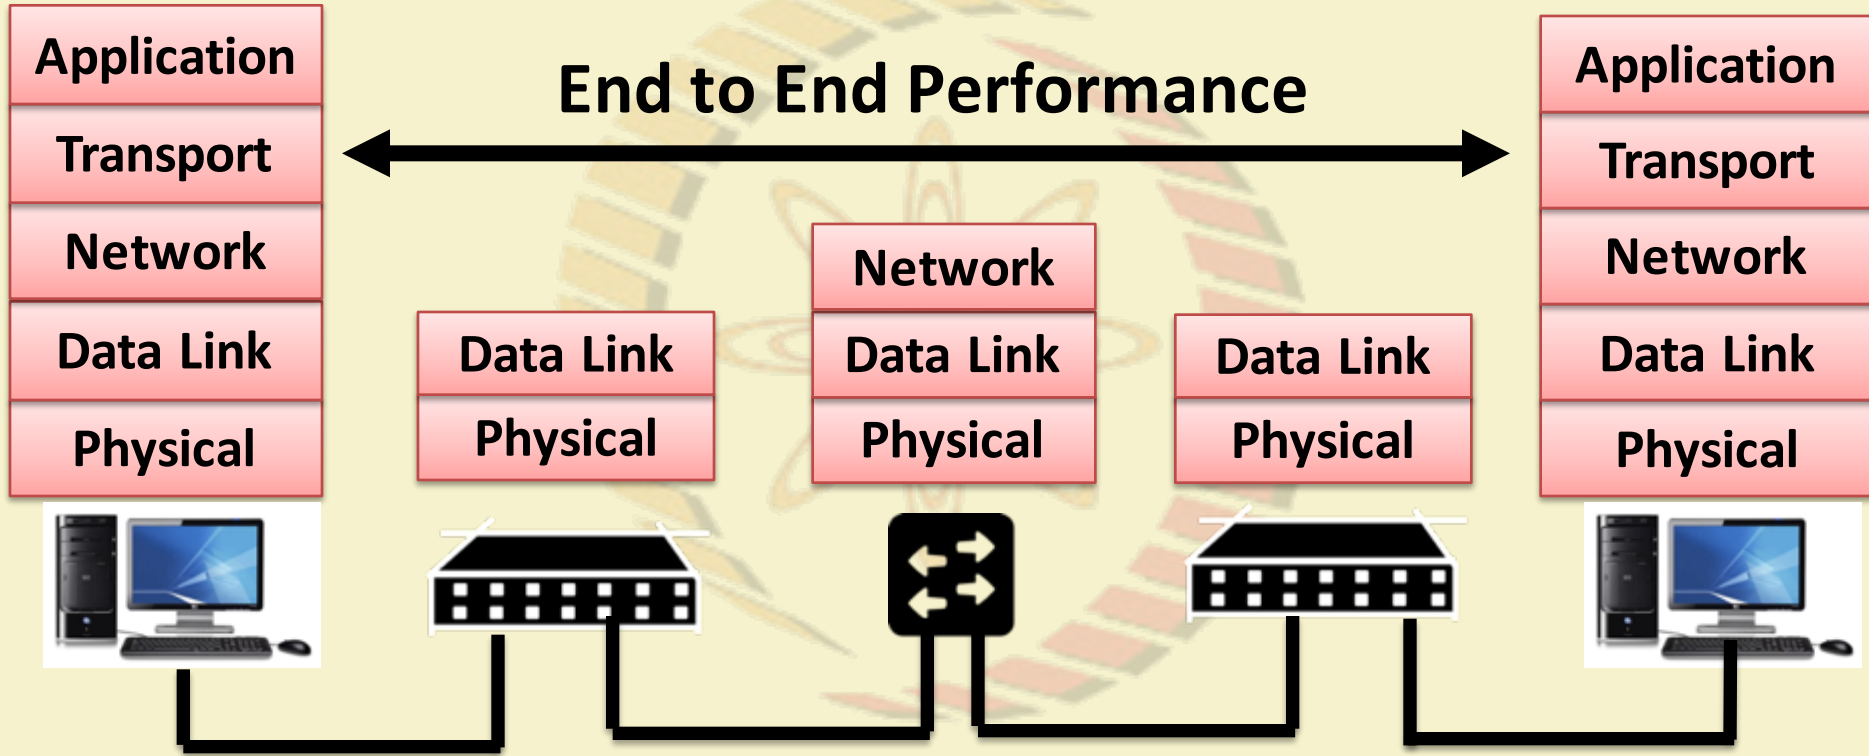 End to End Performance
Application
Transport
Network
Data Link
Physical
Data Link
Physical
Network
Data Link
Physical
Data Link
Physical
Application
Transport
Network
Data Link
Physical